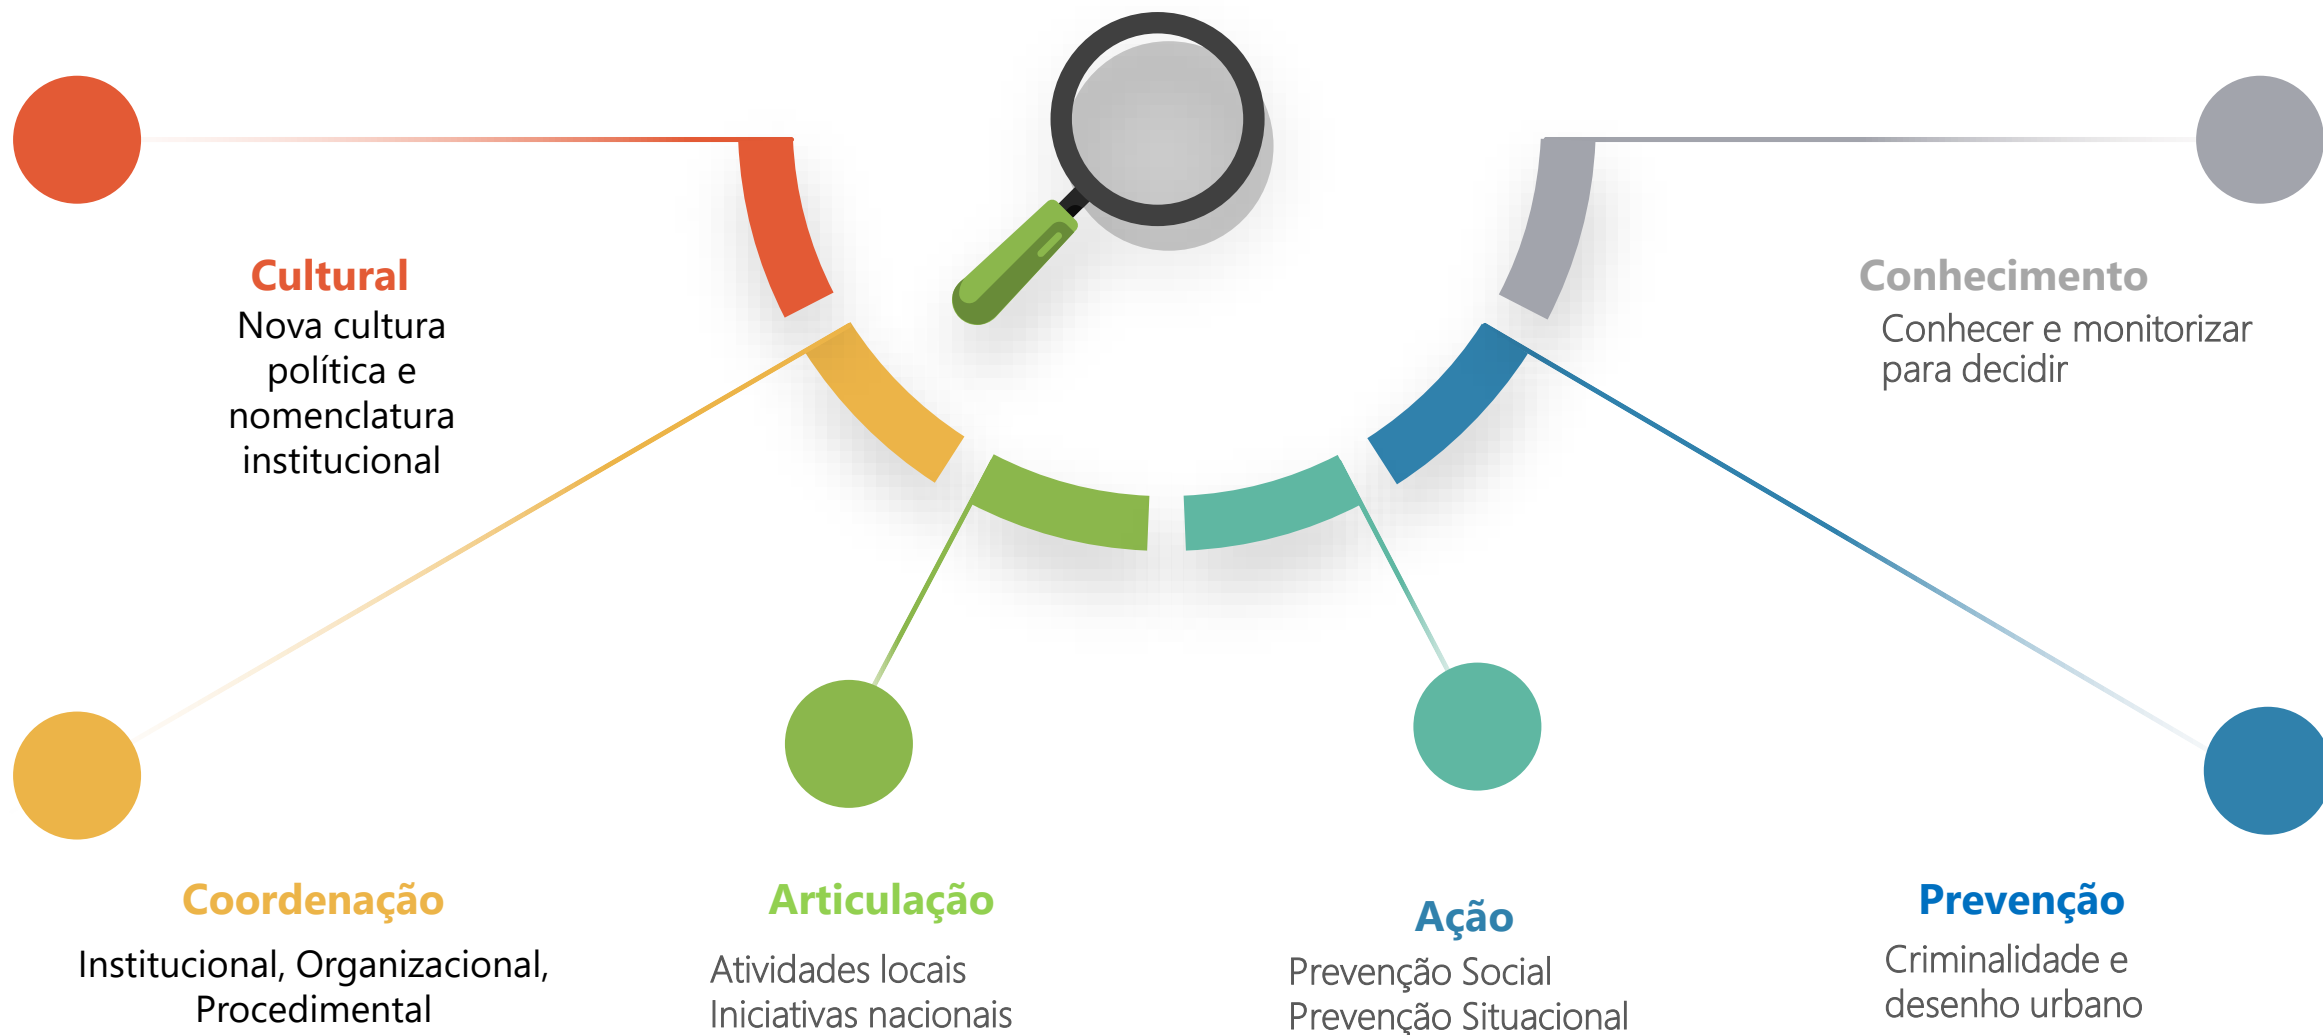 Cultural
Nova cultura
política e
nomenclatura
institucional
Conhecimento
Conhecer e monitorizar
para decidir
Coordenação
Institucional, Organizacional,
Procedimental
Articulação
Atividades locais
Iniciativas nacionais
Ação
Prevenção Social
Prevenção Situacional
Prevenção
Criminalidade e
desenho urbano